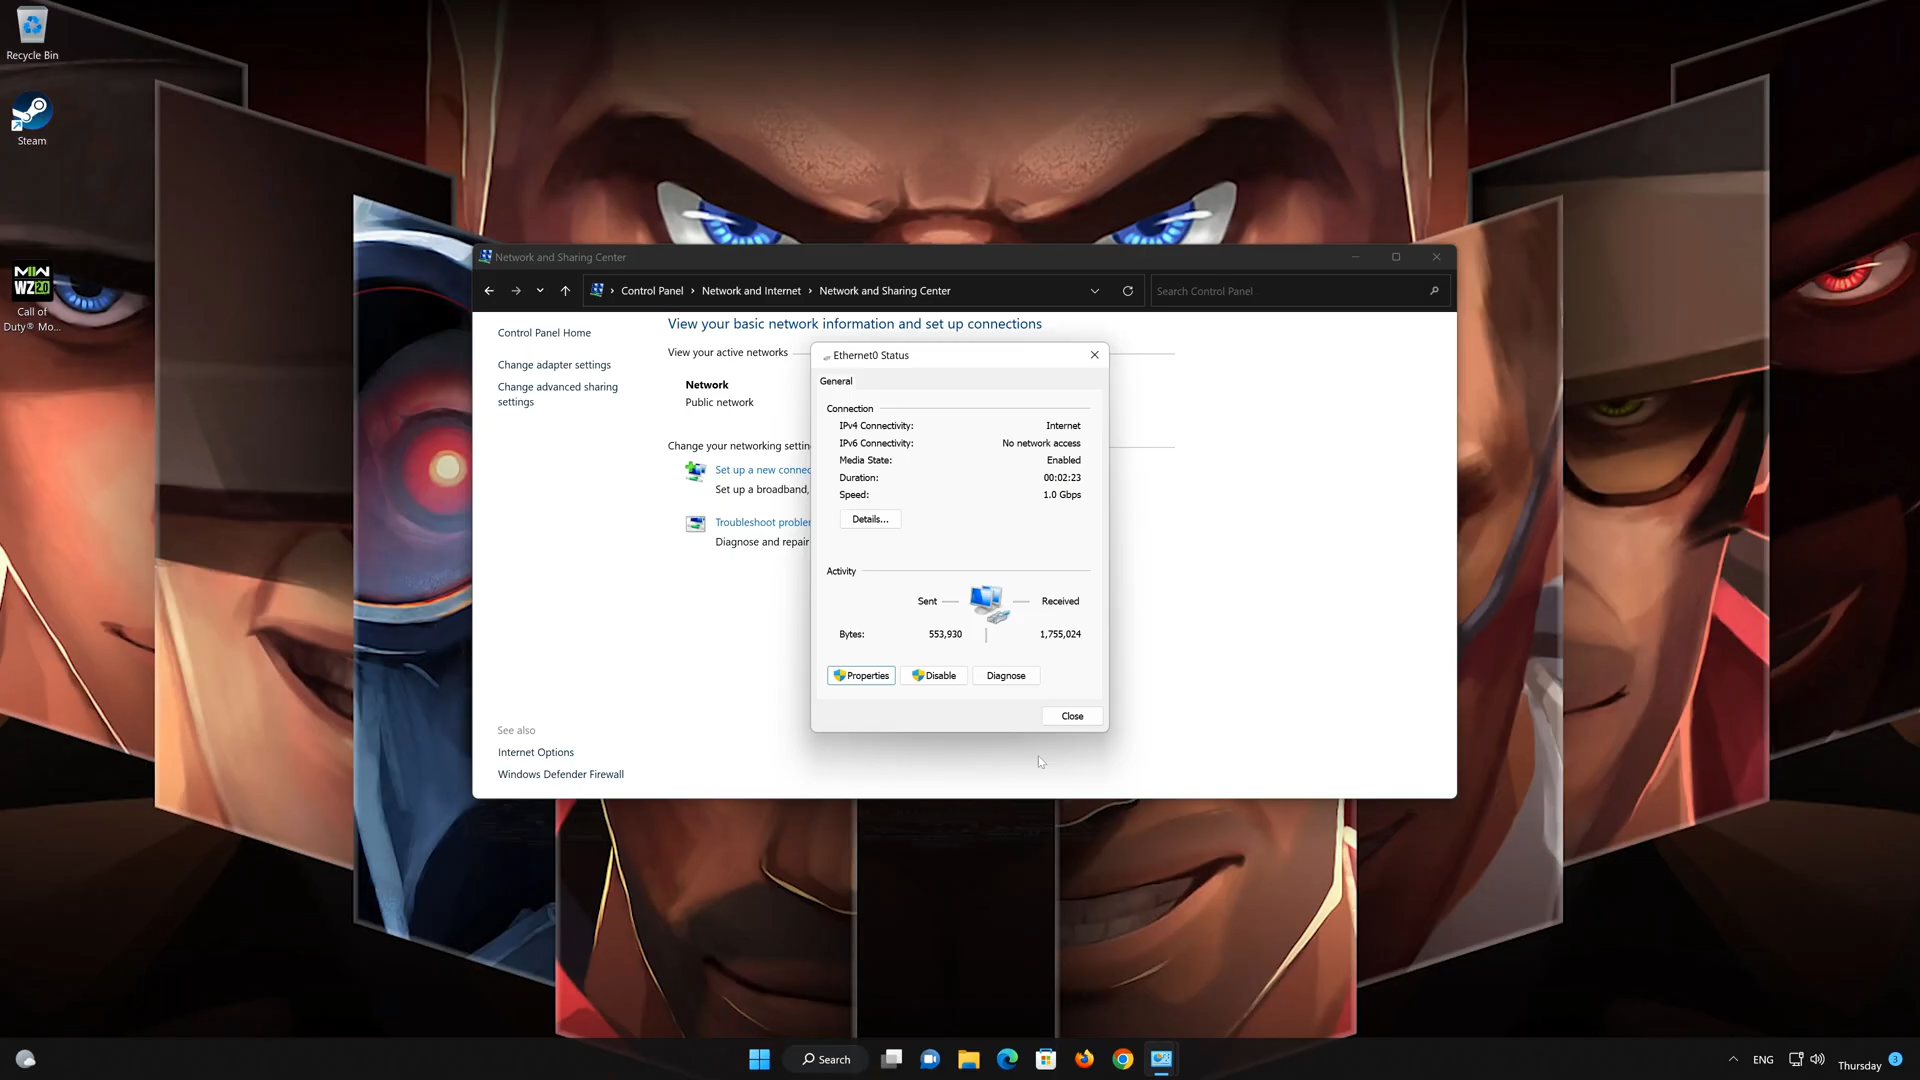 Recycle Bin
Steam
MW
WZ 2.0
Call of
Duty® Mo...
Network and Sharing Center
Control Panel > Network and Internet > Network and Sharing Center
Search Control Panel
Control Panel Home
Change adapter settings
Change advanced sharing
settings
See also
Internet Options
Windows Defender Firewall
View your basic network information and set up connections
View your active networks
Network
Public network
Change your networking settin
Set up a new connec
Set up a broadband,
Troubleshoot probler
Diagnose and repair
Ethernet0 Status
General
Connection
IPv4 Connectivity: Internet
IPv6 Connectivity: No network access
Media State: Enabled
Duration: 00:02:23
Speed: 1.0 Gbps
Details...
Activity
Sent Received
Bytes: 553,930 1,755,024
Properties Disable Diagnose
Close
Search
ENG
Thursday 3